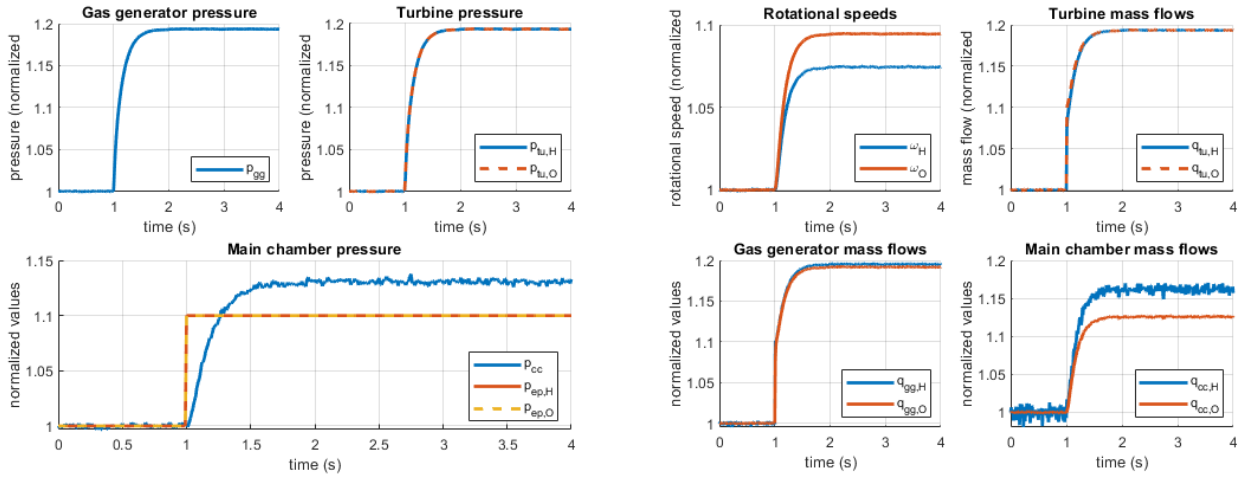 Gas generator pressure
pressure (normalized)
1.2
1.15
1.1
1.05
1
p_gg
0 1 2 3 4
time (s)
Turbine pressure
pressure (normalized)
1.2
1.15
1.1
1.05
1
p_tu,H
p_tu,O
0 1 2 3 4
time (s)
Main chamber pressure
normalized values
1.15
1.1
1.05
1
p_cc
p_ep,H
p_ep,O
0 0.5 1 1.5 2 2.5 3 3.5 4
time (s)
Rotational speeds
rotational speed (normalized)
1.1
1.05
1
ω_H
ω_O
0 1 2 3 4
time (s)
Turbine mass flows
mass flow (normalized)
1.2
1.15
1.1
1.05
1
q_tu,H
q_tu,O
0 1 2 3 4
time (s)
Gas generator mass flows
normalized values
1.2
1.15
1.1
1.05
1
q_gg,H
q_gg,O
0 1 2 3 4
time (s)
Main chamber mass flows
normalized values
1.2
1.15
1.1
1.05
1
q_cc,H
q_cc,O
0 1 2 3 4
time (s)